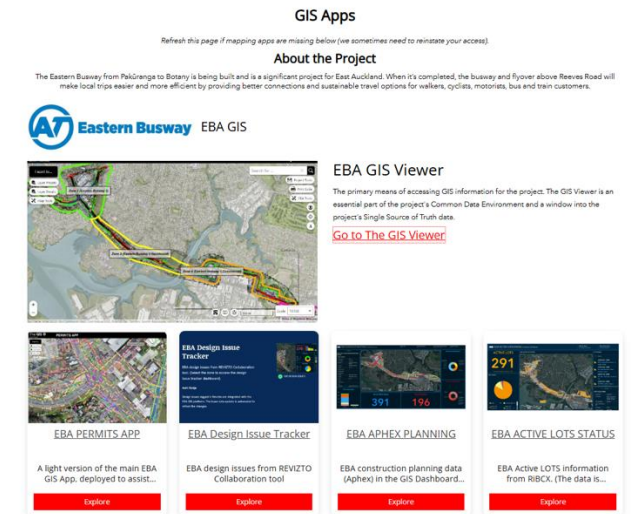 GIS Apps
Refresh this page if mapping apps are missing below (we sometimes need to reinstate your access).
About the Project
The Eastern Busway from Pakūranga to Botany is being built and is a significant project for East Auckland. When it's completed, the busway and flyover above Reeves Road will
make local trips easier and more efficient by providing better connections and sustainable travel options for walkers, cyclists, motorists, bus and train customers.
AT Eastern Busway EBA GIS
EBA GIS Viewer
The primary means of accessing GIS information for the project. The GIS Viewer is an
essential part of the project's Common Data Environment and a window into the
project's Single Source of Truth data.
Go to The GIS Viewer
PERMITS APP
EBA Design Issue
Tracker
391 196
291
EBA PERMITS APP
EBA Design Issue Tracker
EBA APHEX PLANNING
EBA ACTIVE LOTS STATUS
A light version of the main EBA
GIS App. deployed to assist...
EBA design issues from REVIZTO
Collaboration tool
EBA construction planning data
(Aphex) in the GIS Dashboard...
EBA Active LOTS information
from RIBCX. (The data is...
Explore
Explore
Explore
Explore